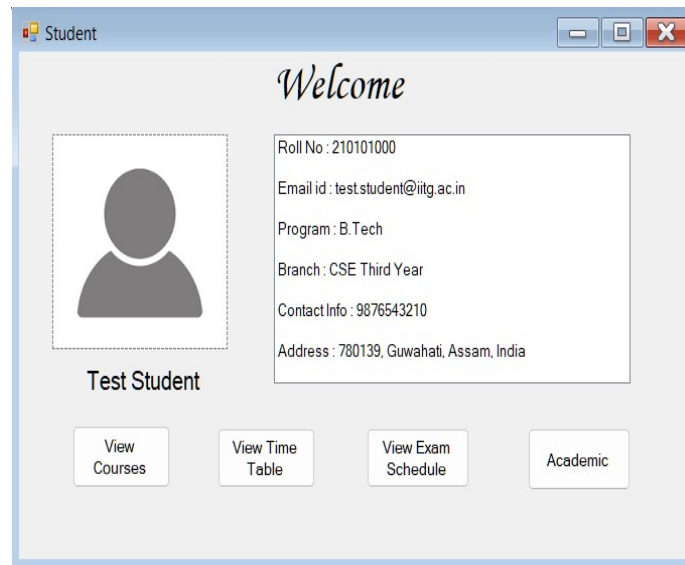 Student
Welcome
Roll No : 210101000
Email id : test.student@iitg.ac.in
Program : B.Tech
Branch : CSE Third Year
Contact Info : 9876543210
Address : 780139, Guwahati, Assam, India
Test Student
View
Courses
View Time
Table
View Exam
Schedule
Academic